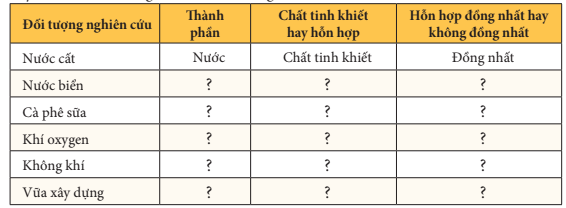 Đối tượng nghiên cứu Thành phần Chất tinh khiết hay hỗn hợp Hỗn hợp đồng nhất hay không đồng nhất
Nước cất Nước Chất tinh khiết Đồng nhất
Nước biển ? ? ?
Cà phê sữa ? ? ?
Khí oxygen ? ? ?
Không khí ? ? ?
Vữa xây dựng ? ? ?